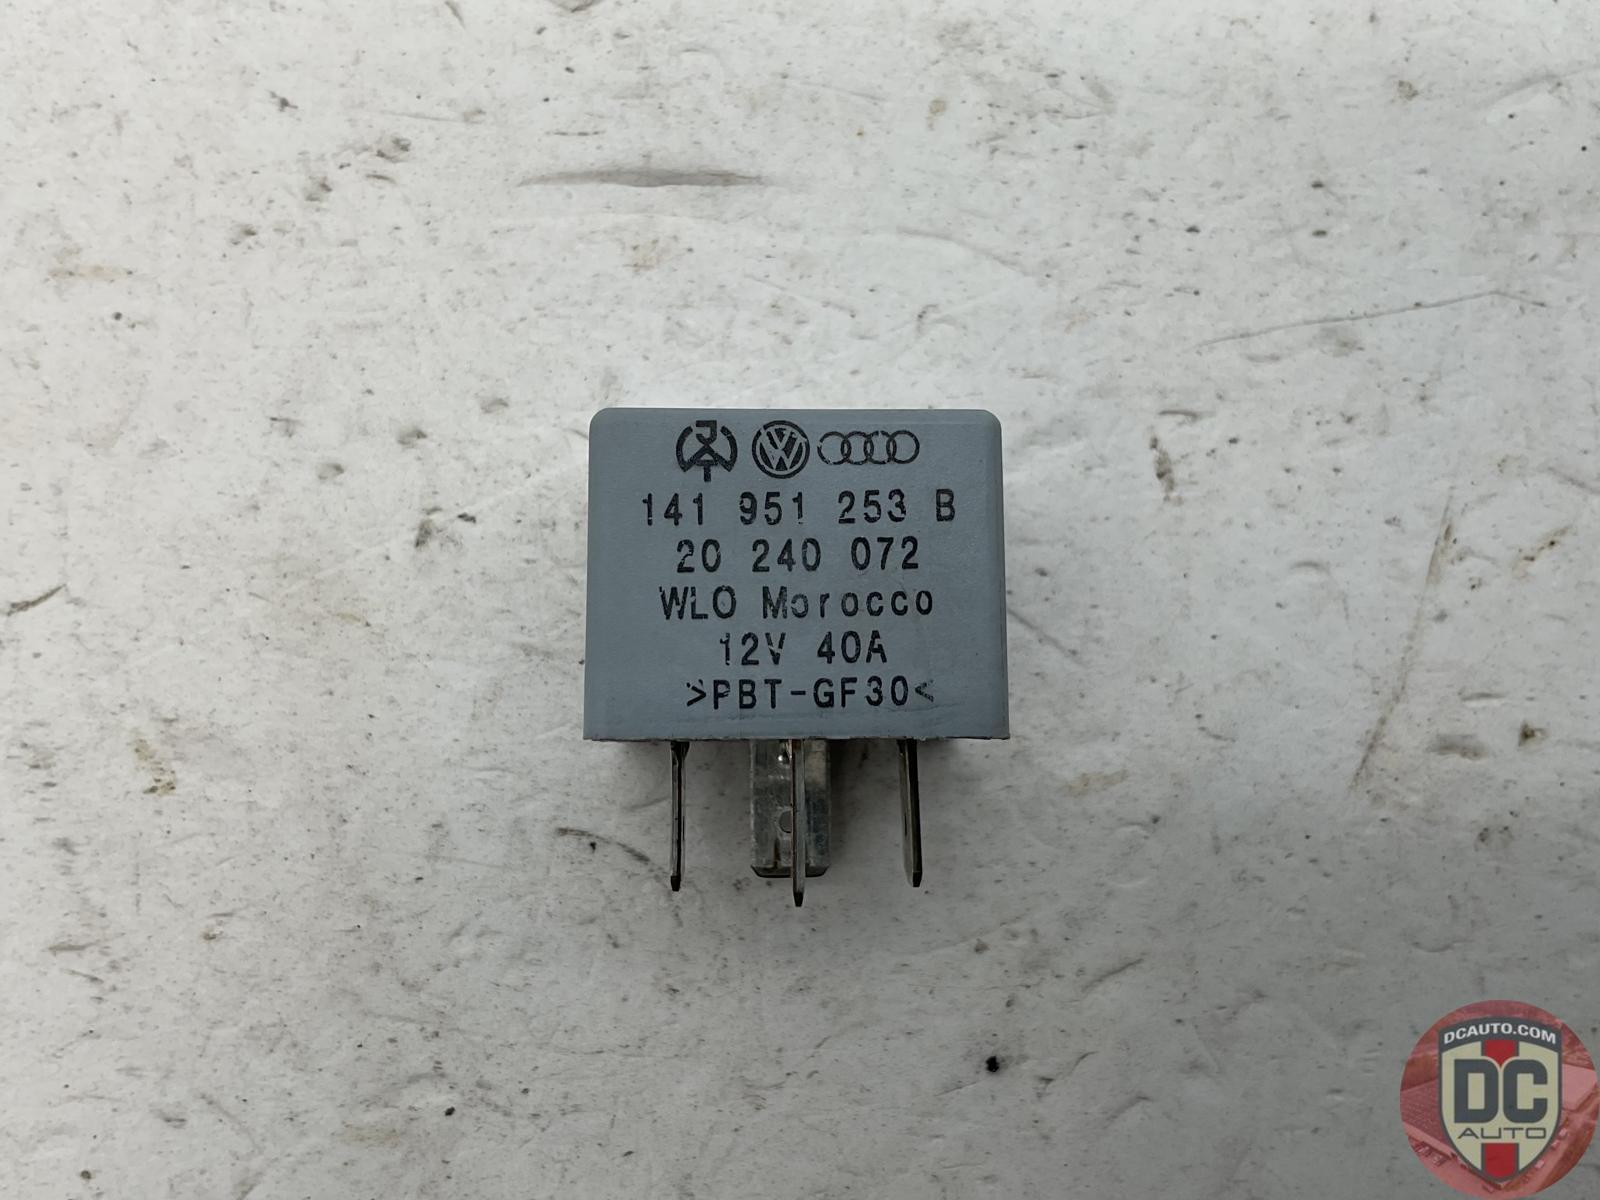 141 951 253 B
20 240 072
WLO Morocco
12V 40A
>PBT-GF30<
DCAUTO.COM
DC
AUTO